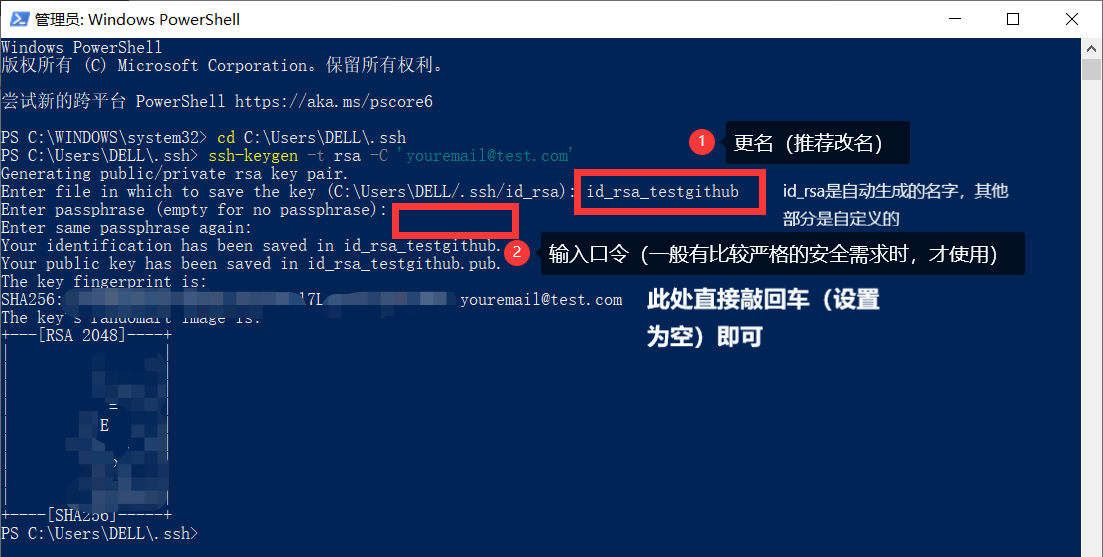 管理员: Windows PowerShell
Windows PowerShell
版权所有 (C) Microsoft Corporation。保留所有权利。
尝试新的跨平台 PowerShell https://aka.ms/pscore6
PS C:\WINDOWS\system32> cd C:\Users\DELL\.ssh
PS C:\Users\DELL\.ssh> ssh-keygen -t rsa -C 'youremail@test.com'
Generating public/private rsa key pair.
Enter file in which to save the key (C:\Users\DELL/.ssh/id_rsa): id_rsa_testgithub
Enter passphrase (empty for no passphrase):
Enter same passphrase again:
Your identification has been saved in id_rsa_testgithub.
Your public key has been saved in id_rsa_testgithub.pub.
The key fingerprint is:
SHA256: l7L youremail@test.com
The key's randomart image is:
+---[RSA 2048]----+
| |
| |
| |
| = |
| E |
| |
| |
| |
| |
+----[SHA256]-----+
PS C:\Users\DELL\.ssh>
1 更名（推荐改名）
id_rsa是自动生成的名字，其他
部分是自定义的
2 输入口令（一般有比较严格的安全需求时，才使用）
此处直接敲回车（设置
为空）即可